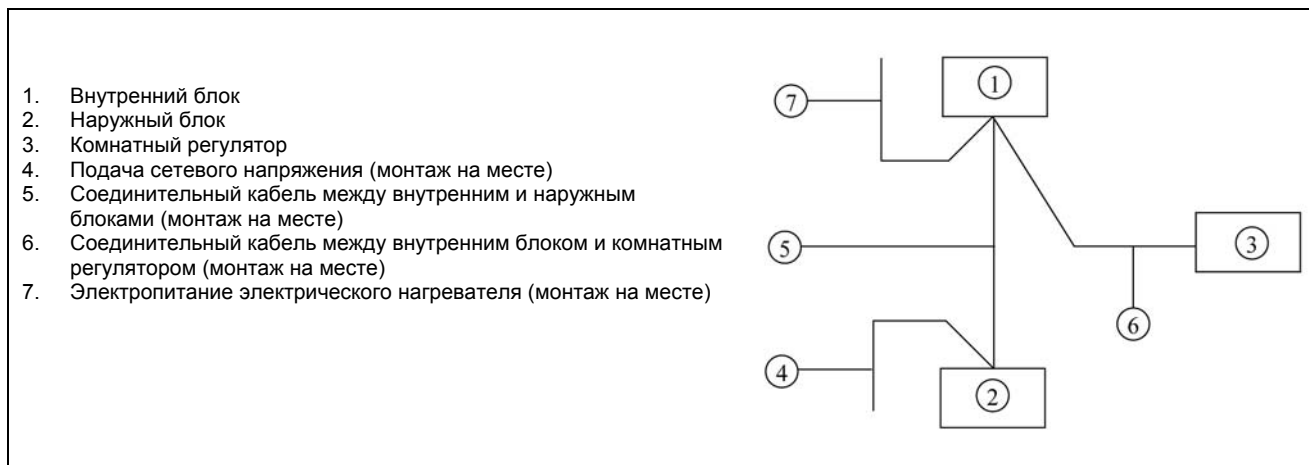 1. Внутренний блок
2. Наружный блок
3. Комнатный регулятор
4. Подача сетевого напряжения (монтаж на месте)
5. Соединительный кабель между внутренним и наружным
блоками (монтаж на месте)
6. Соединительный кабель между внутренним блоком и комнатным
регулятором (монтаж на месте)
7. Электропитание электрического нагревателя (монтаж на месте)
1
7
5
3
6
4
2